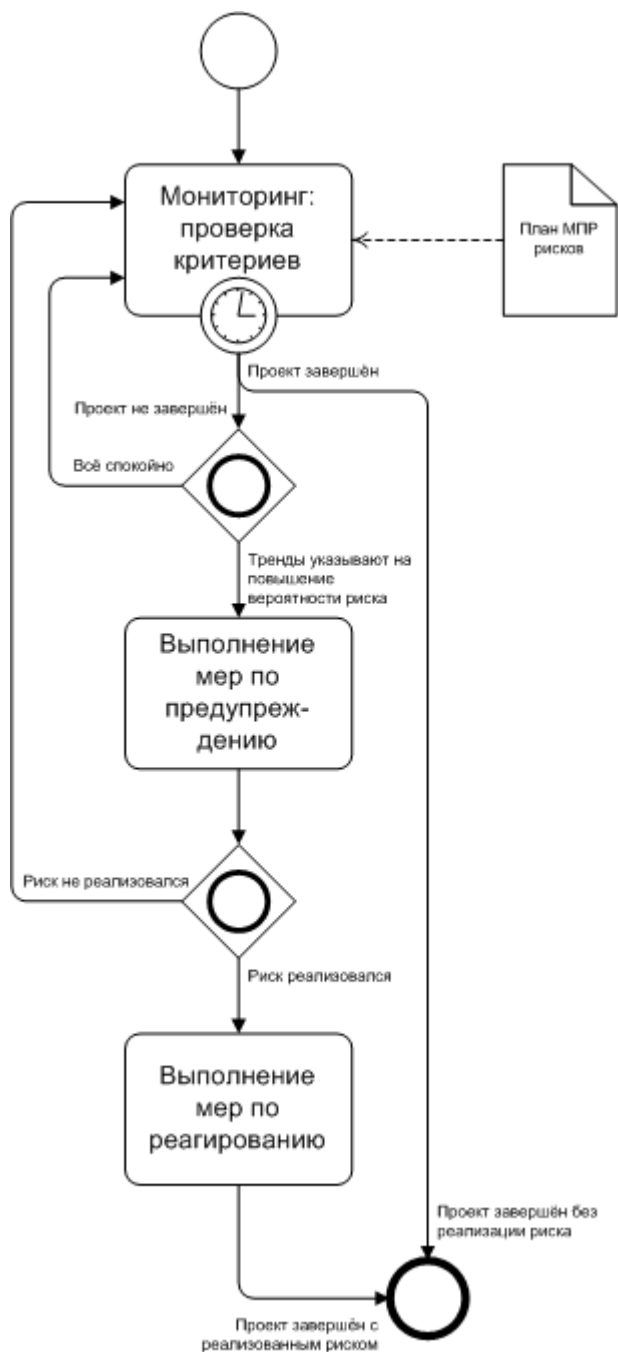 Мониторинг:
проверка
критериев
План МПР
рисков
Проект завершён
Проект не завершён
Всё спокойно
Тренды указывают на
повышение
вероятности риска
Выполнение
мер по
предупреж-
дению
Риск не реализовался
Риск реализовался
Выполнение
мер по
реагированию
Проект завершён без
реализации риска
Проект завершён с
реализованным риском